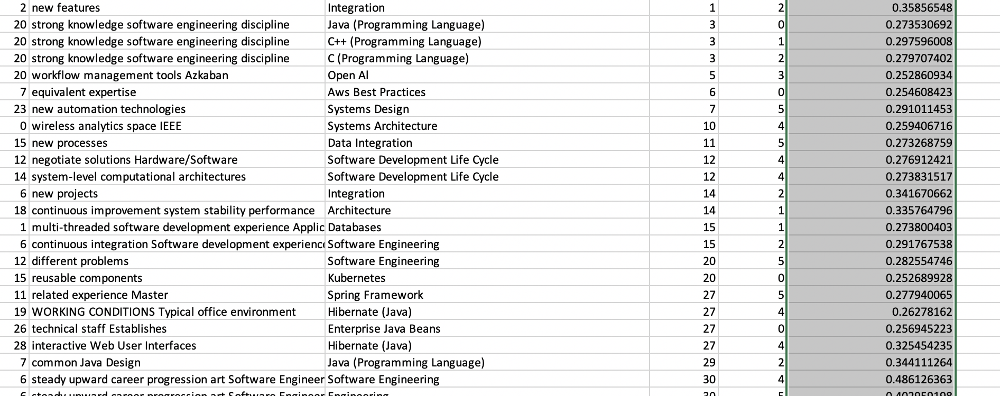 2 new features Integration 1 2 0.35856548
20 strong knowledge software engineering discipline Java (Programming Language) 3 0 0.273530692
20 strong knowledge software engineering discipline C++ (Programming Language) 3 1 0.297596008
20 strong knowledge software engineering discipline C (Programming Language) 3 2 0.279707402
20 workflow management tools Azkaban Open Al 5 3 0.252860934
7 equivalent expertise Aws Best Practices 6 0 0.254608423
23 new automation technologies Systems Design 7 5 0.291011453
0 wireless analytics space IEEE Systems Architecture 10 4 0.259406716
15 new processes Data Integration 11 5 0.273268759
12 negotiate solutions Hardware/Software Software Development Life Cycle 12 4 0.276912421
14 system-level computational architectures Software Development Life Cycle 12 4 0.273831517
6 new projects Integration 14 2 0.341670662
18 continuous improvement system stability performance Architecture 14 1 0.335764796
1 multi-threaded software development experience Applic Databases 15 1 0.273800403
6 continuous integration Software development experience Software Engineering 15 2 0.291767538
12 different problems Software Engineering 20 5 0.282554746
15 reusable components Kubernetes 20 0 0.252689928
11 related experience Master Spring Framework 27 5 0.277940065
19 WORKING CONDITIONS Typical office environment Hibernate (Java) 27 4 0.26278162
26 technical staff Establishes Enterprise Java Beans 27 0 0.256945223
28 interactive Web User Interfaces Hibernate (Java) 27 4 0.325454235
7 common Java Design Java (Programming Language) 29 2 0.344111264
6 steady upward career progression art Software Engineer Software Engineering 30 4 0.486126363
6 steady upward career progression art Software Engineer Engineering 30 5 0.402959198